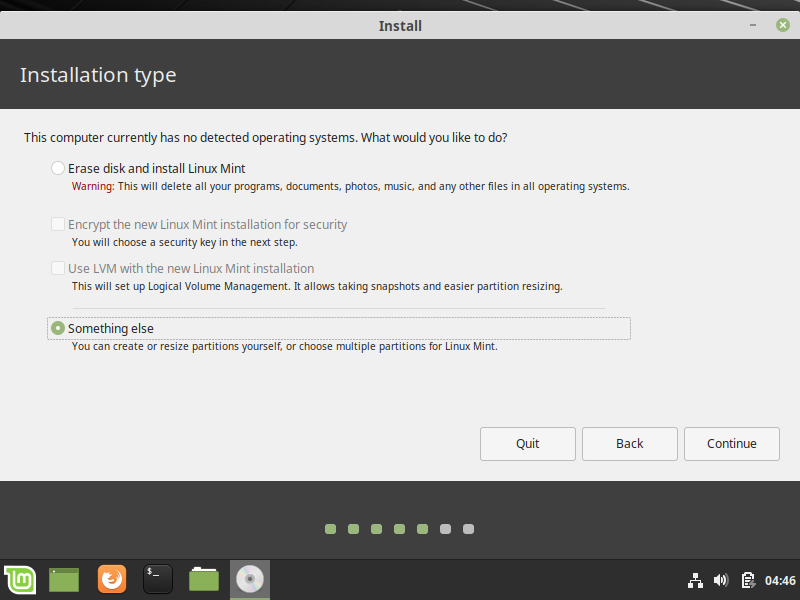 Install
Installation type
This computer currently has no detected operating systems. What would you like to do?
Erase disk and install Linux Mint
Warning: This will delete all your programs, documents, photos, music, and any other files in all operating systems.
Encrypt the new Linux Mint installation for security
You will choose a security key in the next step.
Use LVM with the new Linux Mint installation
This will set up Logical Volume Management. It allows taking snapshots and easier partition resizing.
Something else
You can create or resize partitions yourself, or choose multiple partitions for Linux Mint.
Quit Back Continue
$_ 04:46